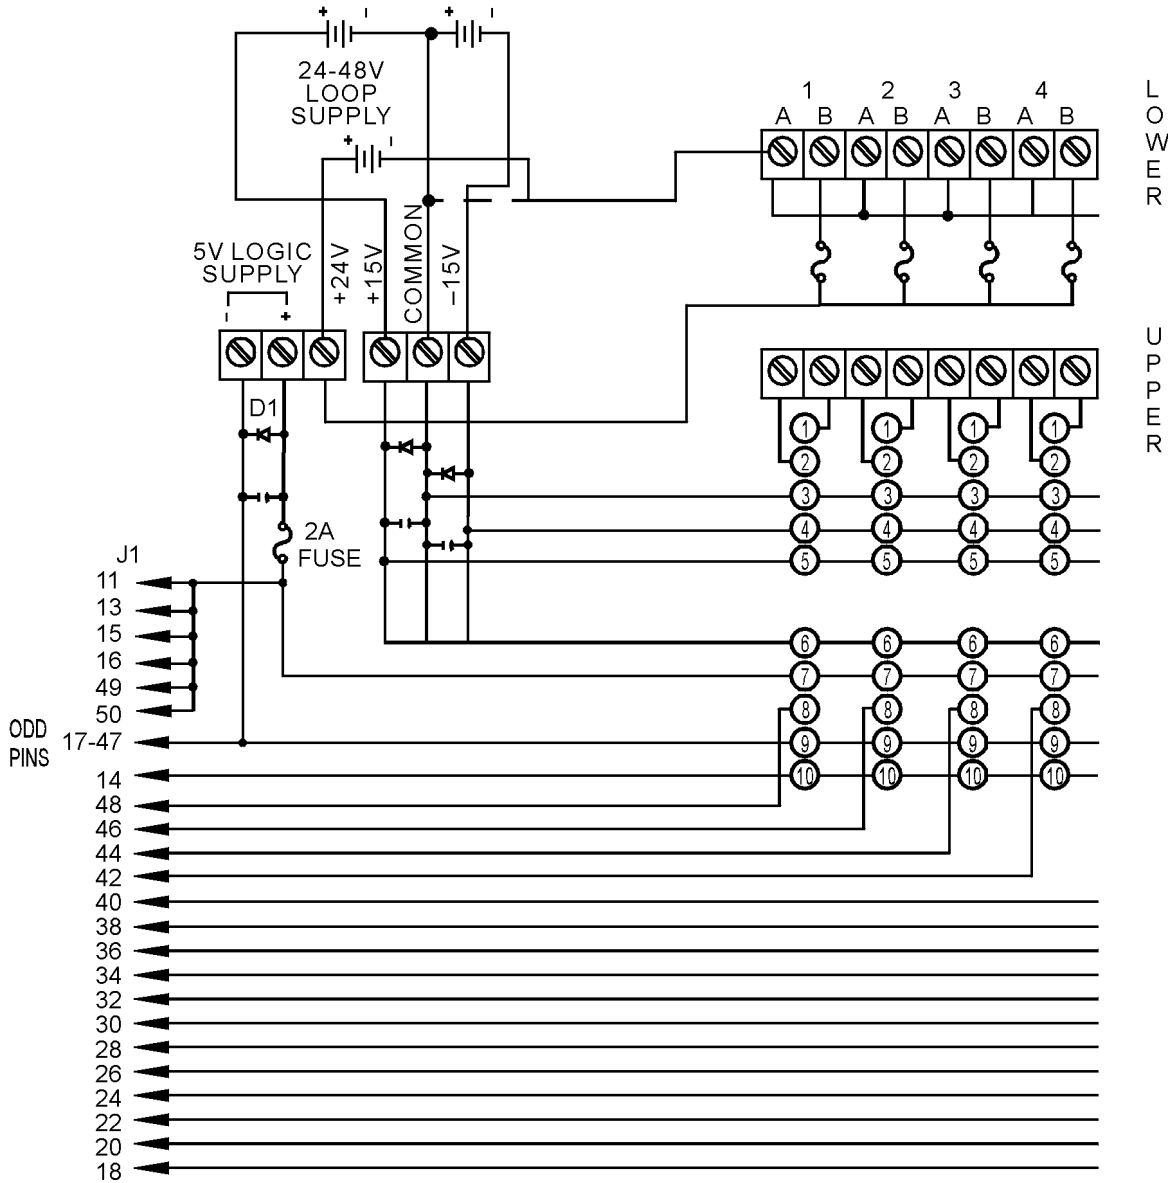 + - + -
24-48V
LOOP
SUPPLY
+ -
1 2 3 4
A B A B A B A B
LOWER
5V LOGIC
SUPPLY
- +
+24V
+15V
COMMON
–15V
UPPER
D1
1 1 1 1
2 2 2 2
3 3 3 3
4 4 4 4
5 5 5 5
2A
FUSE
J1
11
13
15
16
49
50
6 6 6 6
7 7 7 7
8 8 8 8
ODD
PINS
17-47
9 9 9 9
14
10 10 10 10
48
46
44
42
40
38
36
34
32
30
28
26
24
22
20
18